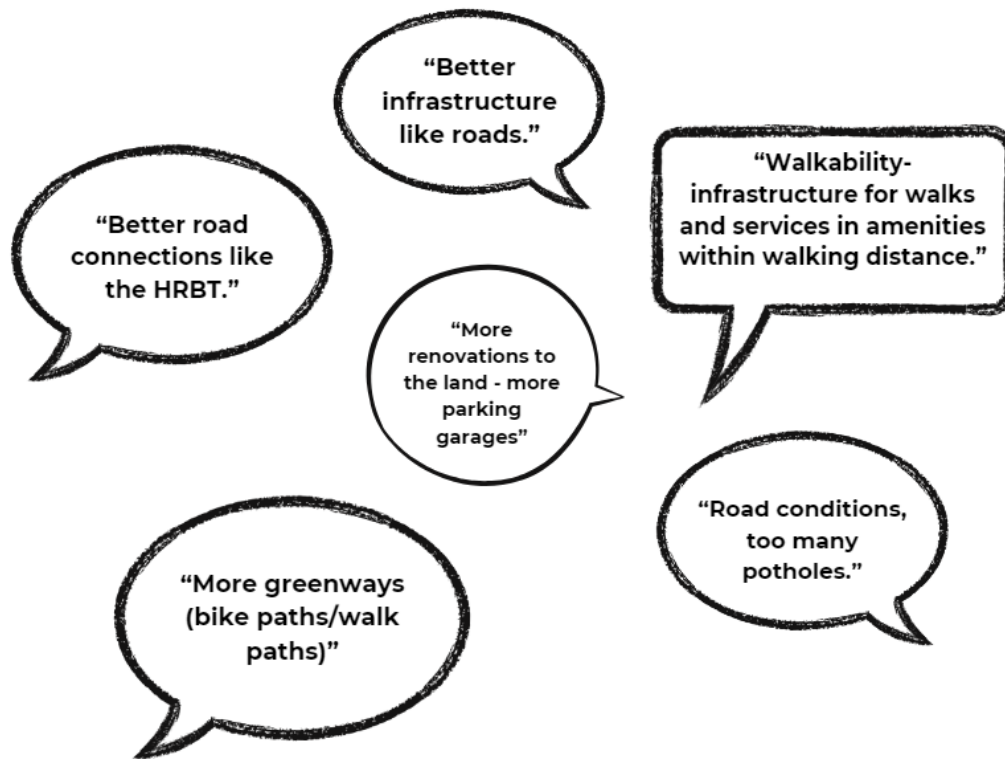 “Better
infrastructure
like roads.”
“Walkability-
infrastructure for walks
and services in amenities
within walking distance.”
“Better road
connections like
the HRBT.”
“More
renovations to
the land - more
parking
garages”
“Road conditions,
too many
potholes.”
“More greenways
(bike paths/walk
paths)”